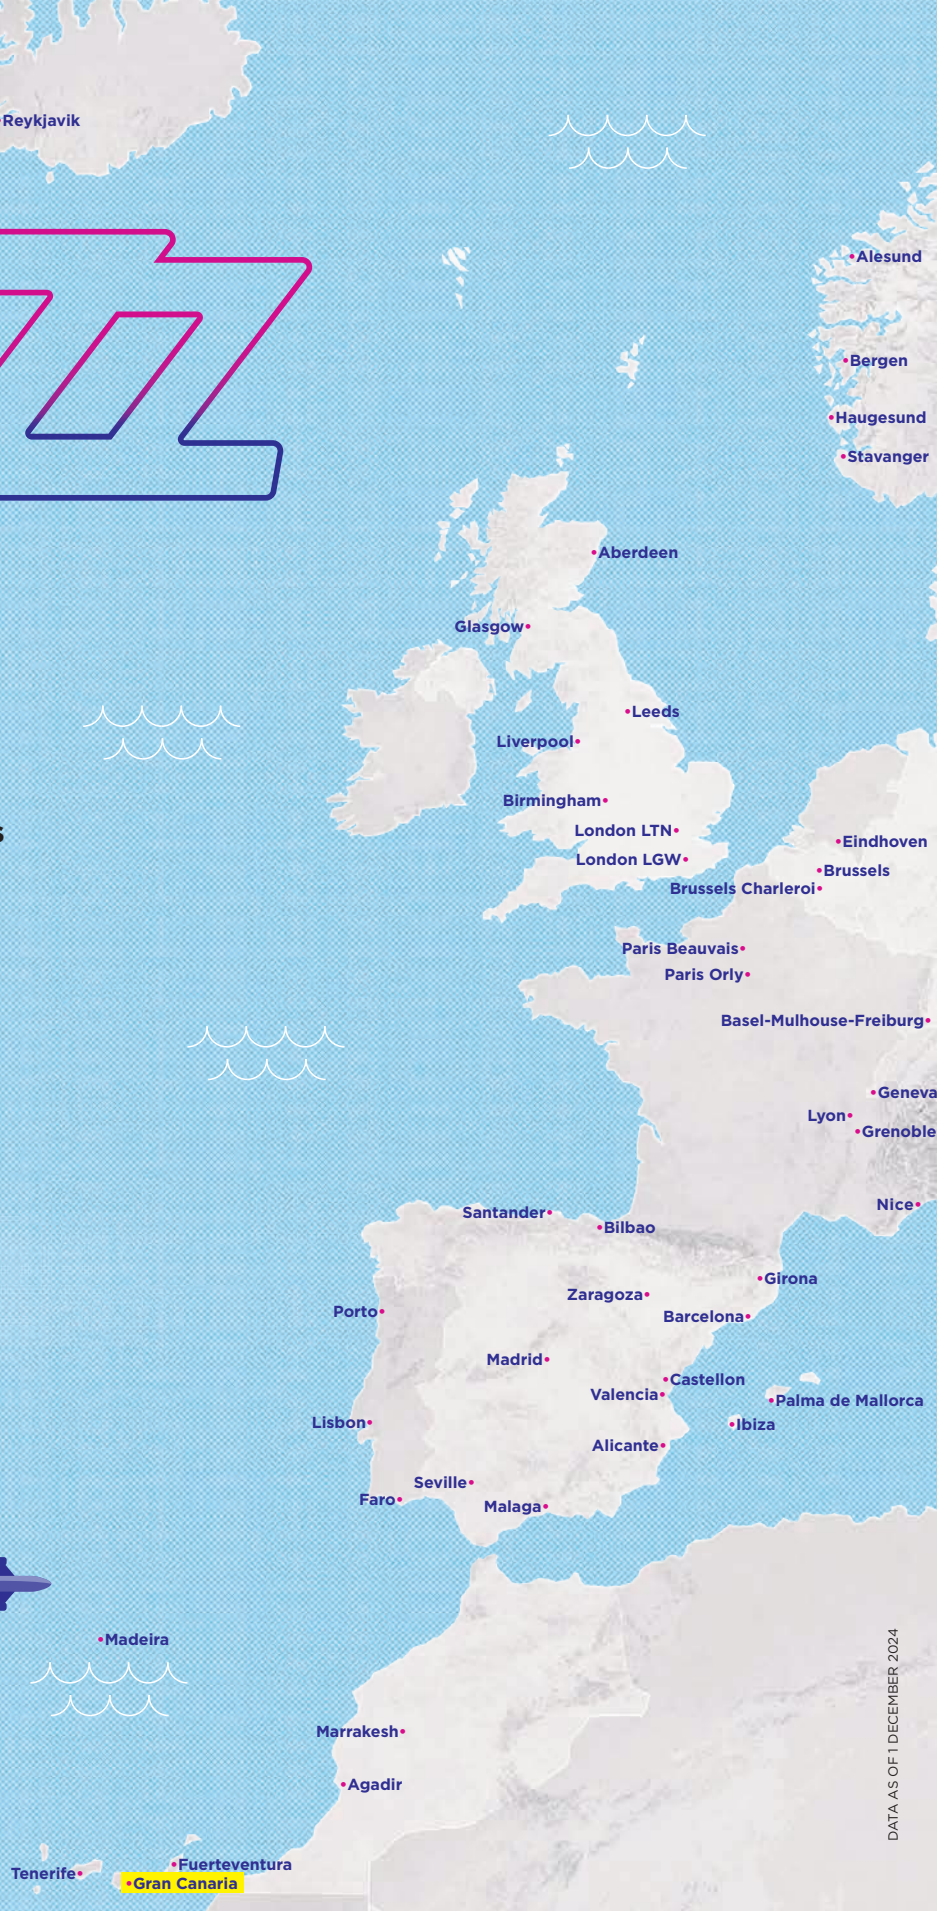 Reykjavik
Alesund
Bergen
Haugesund
Stavanger
Aberdeen
Glasgow
Leeds
Liverpool
Birmingham
London LTN
s
Eindhoven
London LGW
Brussels
Brussels Charleroi
Paris Beauvais
Paris Orly
Basel-Mulhouse-Freiburg
Geneva
Lyon
Grenoble
Nice
Santander
Bilbao
Girona
Zaragoza
Porto
Barcelona
Madrid
Castellon
Valencia
Palma de Mallorca
Lisbon
Ibiza
Alicante
Seville
Faro
Malaga
Madeira
DATA AS OF 1 DECEMBER 2024
Marrakesh
Agadir
Fuerteventura
Tenerife
Gran Canaria